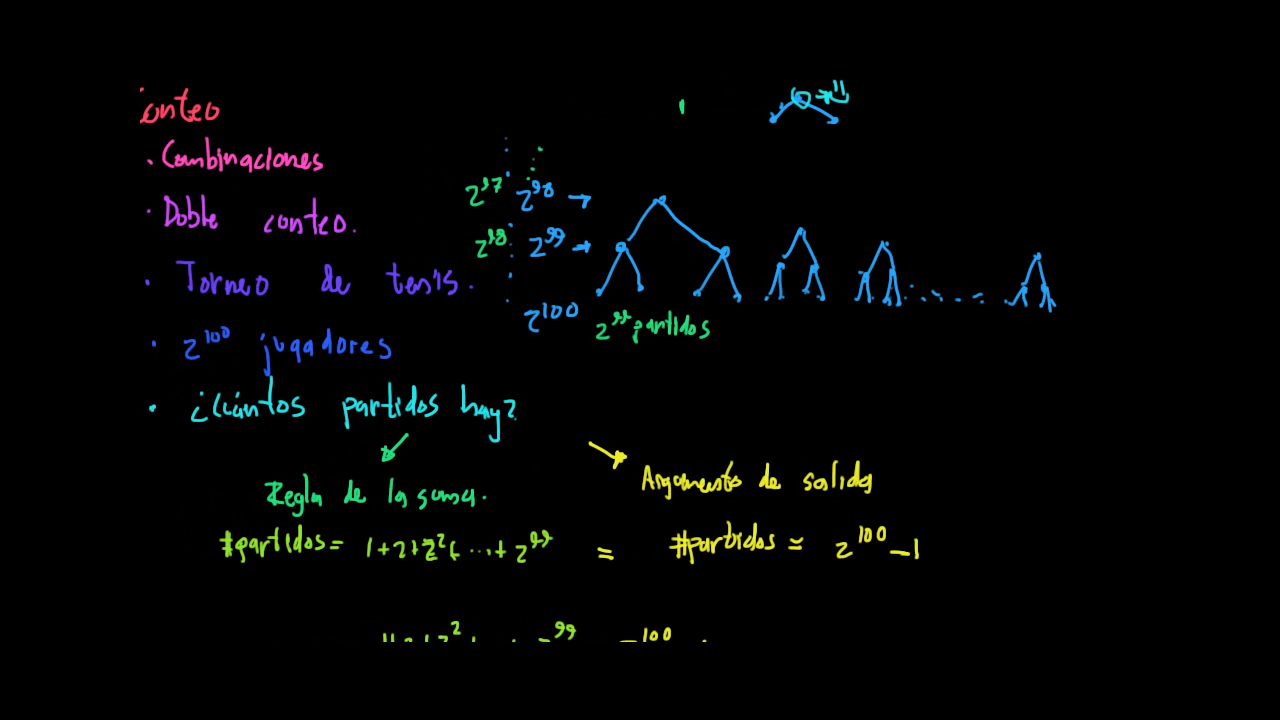 Conteo
· Combinaciones
· Doble conteo.
· Torneo de tenis.
· 2^100 jugadores
· ¿Cuántos partidos hay?
2^97 2^98 →
2^98 2^99 →
2^100
2^99 partidos
Regla de la suma.
#partidos = 1+2+2^2+...+2^99 =
Argumento de salida
#partidos = 2^100 - 1